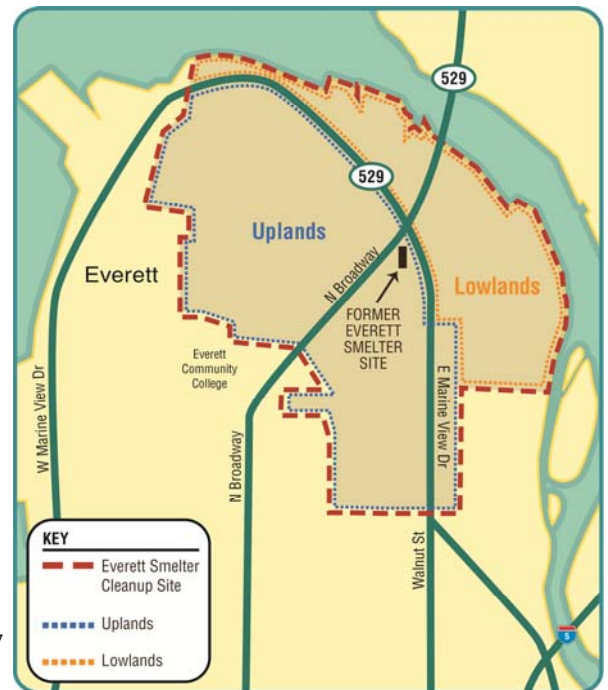 529
529
Uplands
Everett
N Broadway
Lowlands
FORMER
EVERETT
SMELTER
SITE
Everett
Community
College
W Marine View Dr
N Broadway
E Marine View Dr
Walnut St
KEY
Everett Smelter
Cleanup Site
Uplands
Lowlands
5